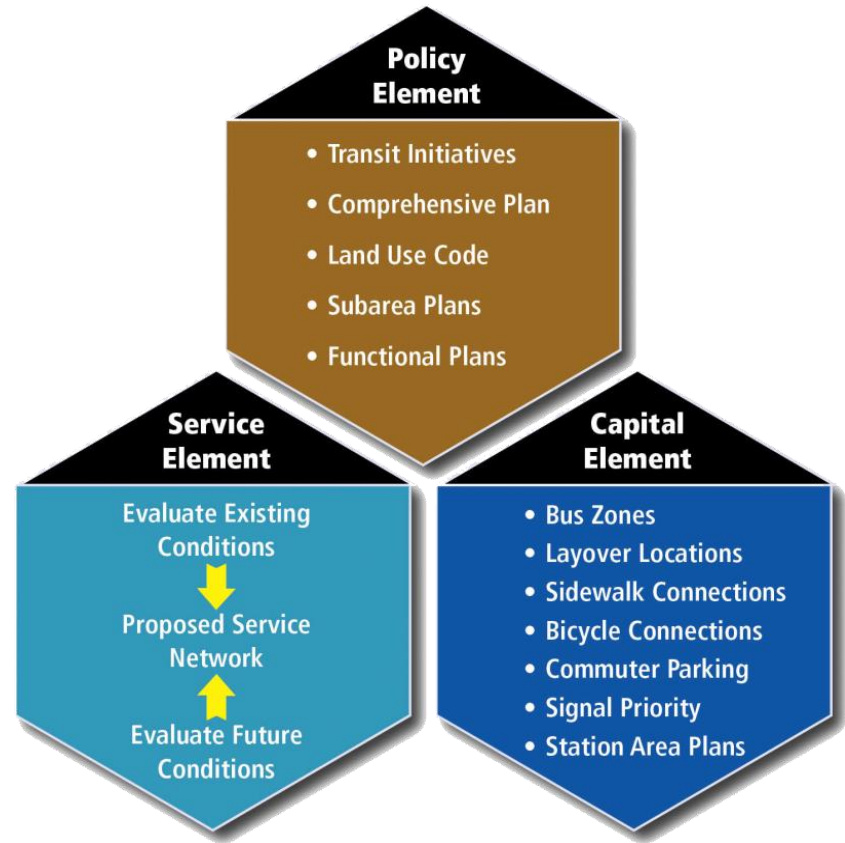 Policy
Element
• Transit Initiatives
• Comprehensive Plan
• Land Use Code
• Subarea Plans
• Functional Plans
Service
Element
Evaluate Existing
Conditions
Proposed Service
Network
Evaluate Future
Conditions
Capital
Element
• Bus Zones
• Layover Locations
• Sidewalk Connections
• Bicycle Connections
• Commuter Parking
• Signal Priority
• Station Area Plans